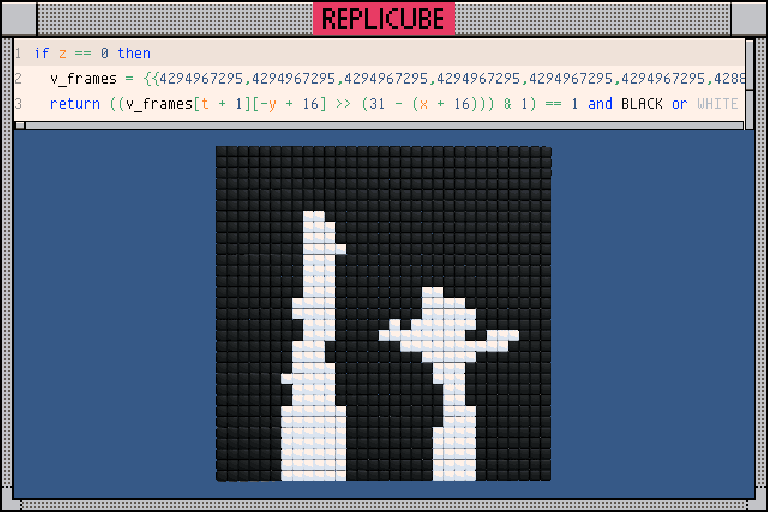 REPLICUBE
1 if z == 0 then
2 v_frames = {{4294967295,4294967295,4294967295,4294967295,4294967295,4294967295,4288
3 return ((v_frames[t + 1][-y + 16] >> (31 - (x + 16))) & 1) == 1 and BLACK or WHITE